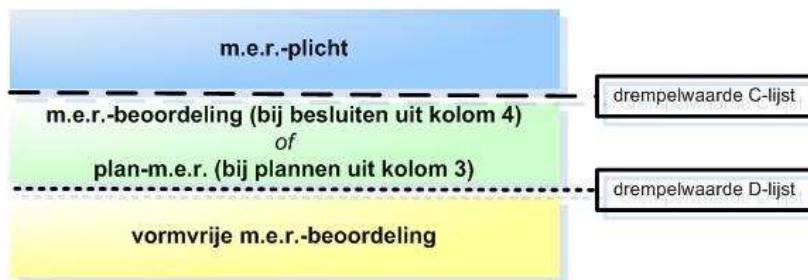 m.e.r.-plicht
drempelwaarde C-lijst
m.e.r.-beoordeling (bij besluiten uit kolom 4)
of
plan-m.e.r. (bij plannen uit kolom 3)
drempelwaarde D-lijst
vormvrije m.e.r.-beoordeling